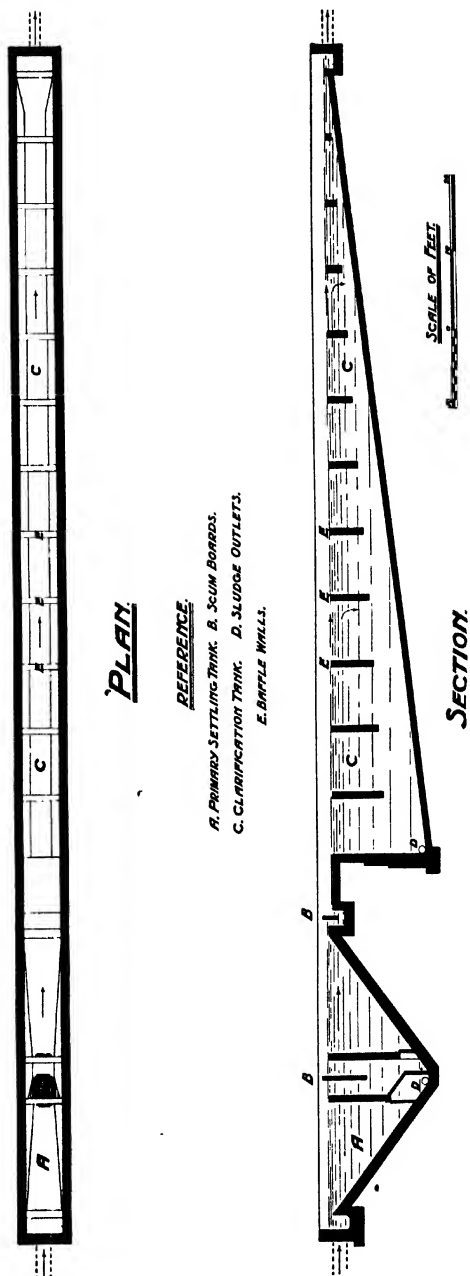 PLAN.
REFERENCE.
A. PRIMARY SETTLING TANK. B. SCUM BOARDS.
C. CLARIFICATION TANK. D. SLUDGE OUTLETS.
E. BAFFLE WALLS.
A
C
E
E
E
C
SECTION.
SCALE OF FEET.
A
B
D
B
D
C
E
E
E
C